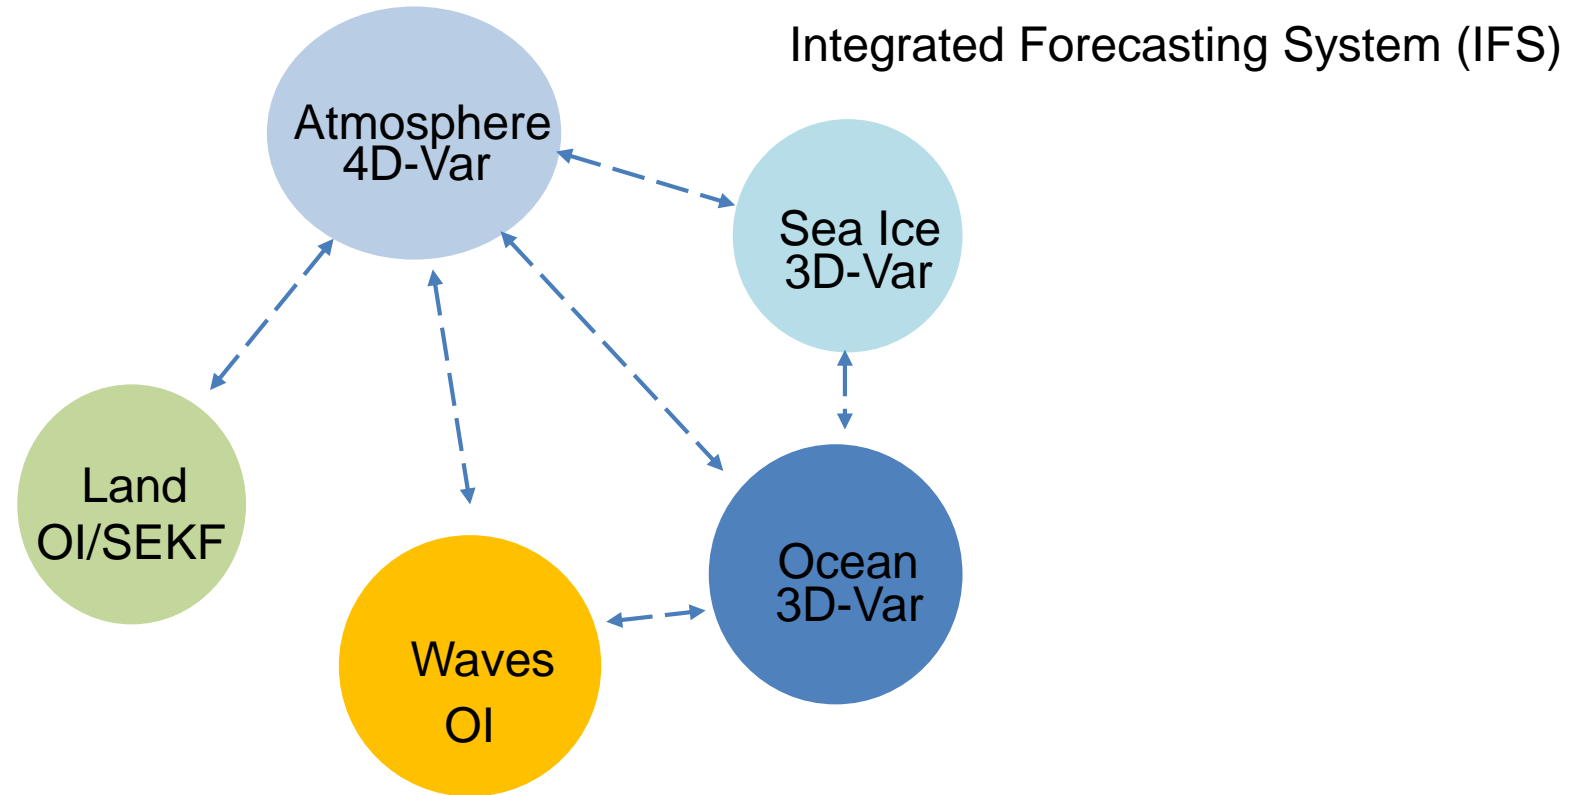 Integrated Forecasting System (IFS)
Atmosphere
4D-Var
Sea Ice
3D-Var
Land
OI/SEKF
Ocean
3D-Var
Waves
OI